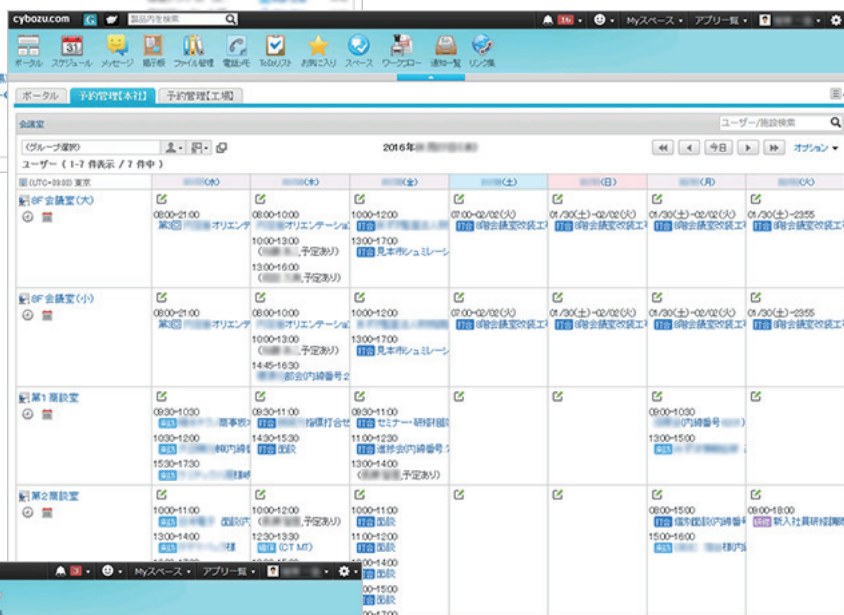 cybozu.com
製品内を検索
16
Myスペース
アプリ一覧
31
ポータル スケジュール メッセージ 掲示板 ファイル管理 電話メモ ToDoリスト お気に入り スペース ワークフロー 通知一覧 リンク集
ポータル 予約管理【本社】 予約管理【工場】
会議室
ユーザー/施設検索
(グループ選択)
2016年
今日
オプション
ユーザー ( 1-7 件表示 / 7 件中 )
(UTC+09:00) 東京
(水) (木) (金) (土) (日) (月) (火)
8F会議室(大)
08:00-21:00
第3回 オリエンテ
08:00-10:00
オリエンテーショ
10:00-13:00
( ,予定あり)
13:00-16:00
( ,予定あり)
10:00-12:00
打合
13:00-17:00
打合 見本市シュミレーシ
07:00-02/02(火)
打合 8階会議室改装工
01/30(土)-02/02(火)
打合 8階会議室改装工
01/30(土)-02/02(火)
打合 8階会議室改装工
01/30(土)-23:55
打合 8階会議室改装工
8F会議室(小)
08:00-21:00
第3回 オリエンテ
08:00-10:00
オリエンテーショ
10:00-13:00
( ,予定あり)
14:45-16:30
部会(内線番号:2
10:00-12:00
13:00-17:00
打合 見本市シュミレーシ
07:00-02/02(火)
打合 8階会議室改装工
01/30(土)-02/02(火)
打合 8階会議室改装工
01/30(土)-02/02(火)
打合 8階会議室改装工
01/30(土)-23:55
打合 8階会議室改装工
第1商談室
09:30-10:30
来訪 商事坂
10:30-12:00
来訪
15:30-17:30
来訪
09:30-11:00
打合 指標打合せ
14:30-15:30
打合 面談
09:30-11:00
打合 セミナー・研修相談
11:00-12:30
打合 進捗会(内線番号:
13:00-14:00
( ,予定あり)
09:00-10:30
(内線番号
13:00-15:00
来訪
第2商談室
10:00-11:00
来訪 電子 面談(内
13:00-14:00
来訪 様
10:00-12:00
( ,予定あり)
12:30-13:30
(CT MT)
10:00-11:00
打合 面談
11:00-12:00
打合 面談
00-14:00
打合 面談
00-15:00
打合 面談
00-17:00
08:00-15:00
打合 個別面談(内線番号
15:00-16:00
来訪 様(内
09:00-18:00
研修 新入社員研修
Myスペース
アプリ一覧